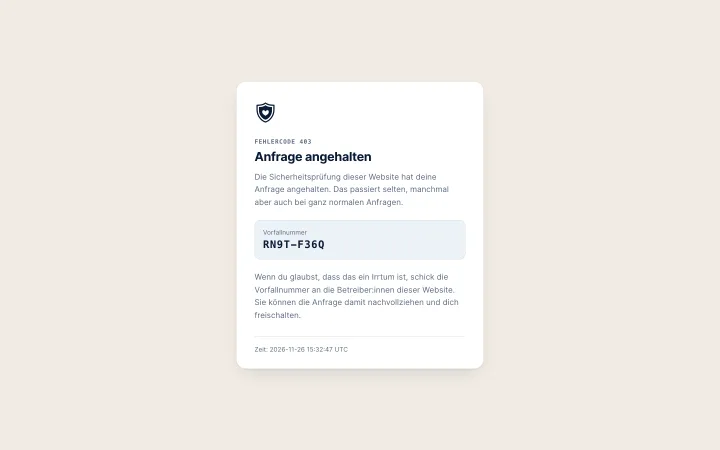 FEHLERCODE 403
Anfrage angehalten
Die Sicherheitsprüfung dieser Website hat deine
Anfrage angehalten. Das passiert selten, manchmal
aber auch bei ganz normalen Anfragen.
Vorfallnummer
RN9T-F36Q
Wenn du glaubst, dass das ein Irrtum ist, schick die
Vorfallnummer an die Betreiber:innen dieser Website.
Sie können die Anfrage damit nachvollziehen und dich
freischalten.
Zeit: 2026-11-26 15:32:47 UTC